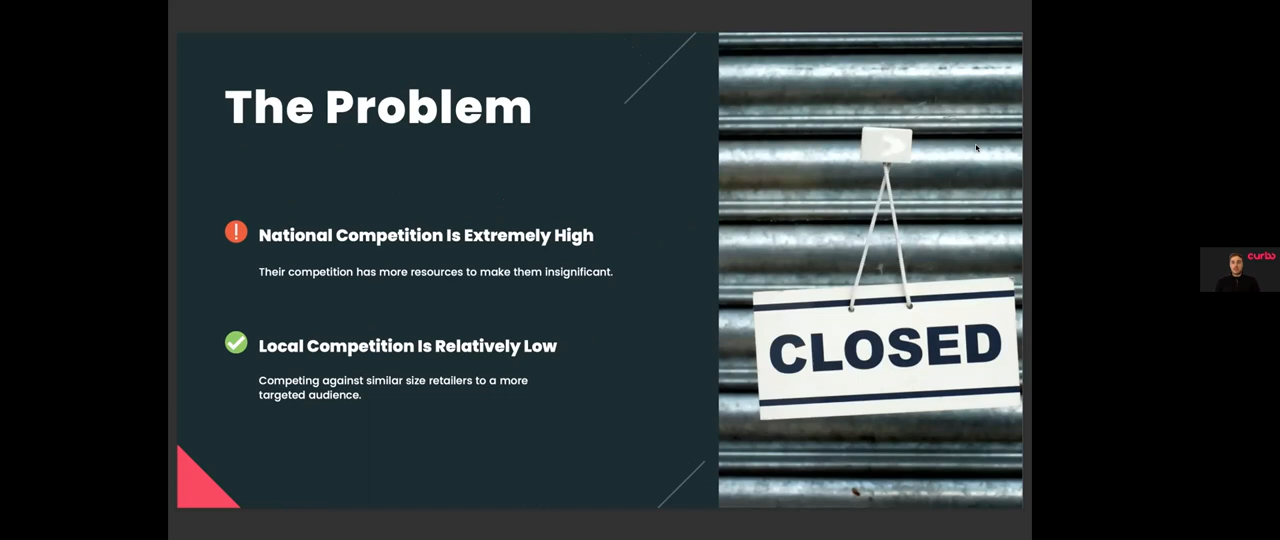 The Problem
National Competition Is Extremely High
Their competition has more resources to make them insignificant.
Local Competition Is Relatively Low
Competing against similar size retailers to a more
targeted audience.
CLOSED
curbo